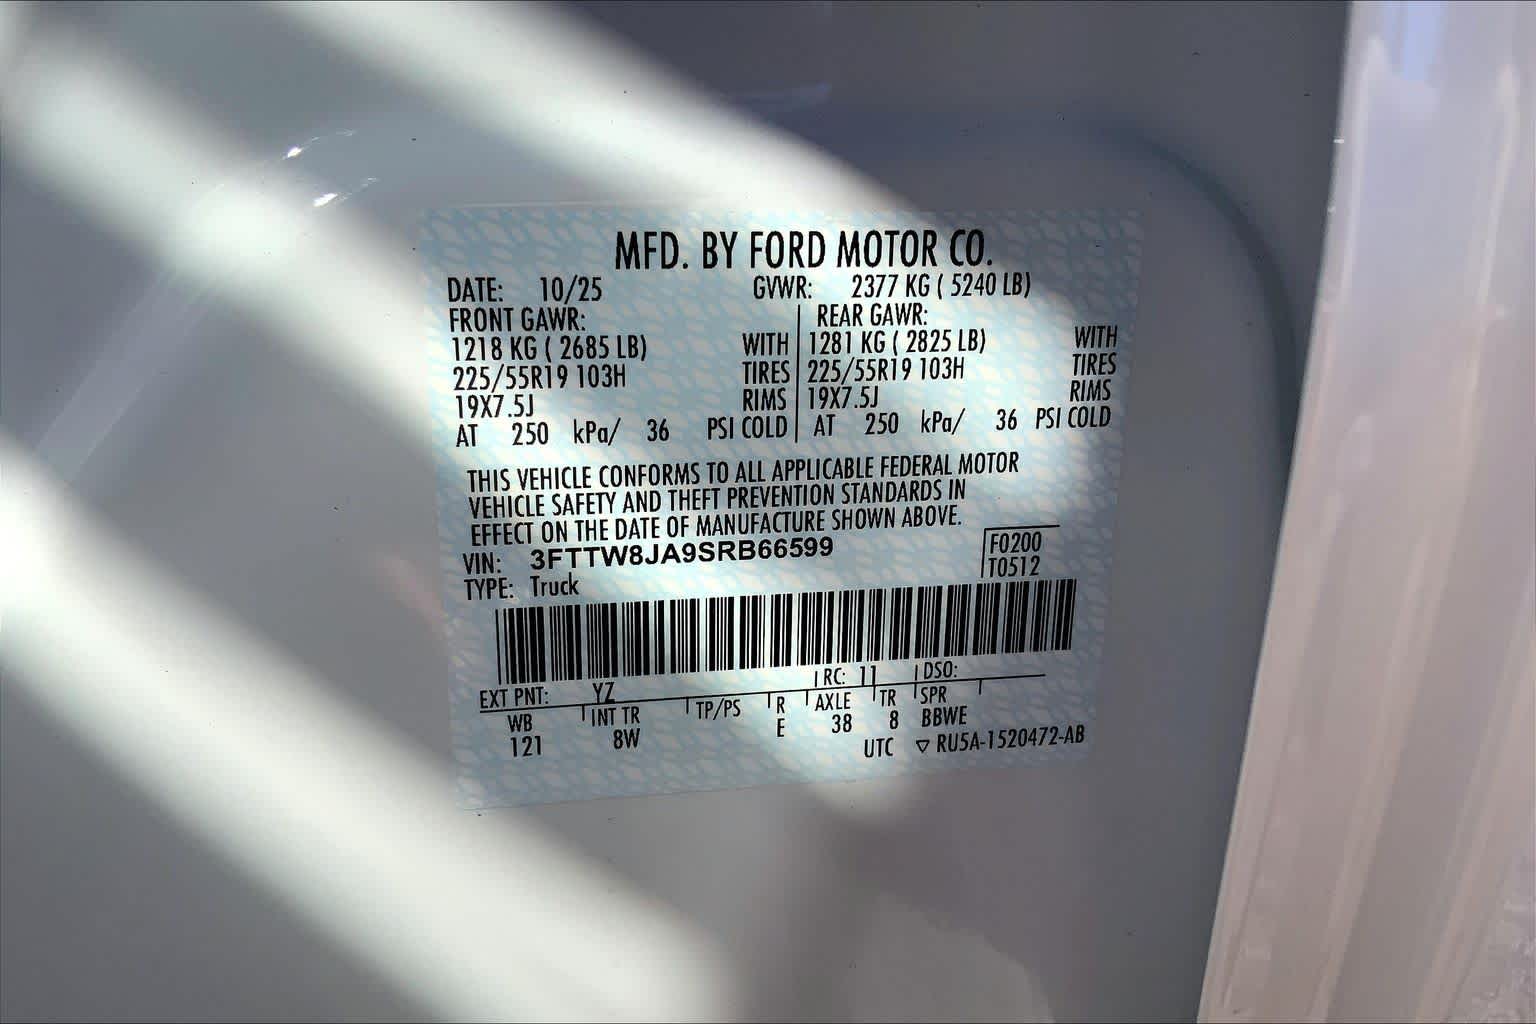 MFD. BY FORD MOTOR CO.
DATE: 10/25 GVWR: 2377 KG ( 5240 LB)
FRONT GAWR: REAR GAWR:
1218 KG ( 2685 LB) WITH 1281 KG ( 2825 LB) WITH
225/55R19 103H TIRES 225/55R19 103H TIRES
19X7.5J RIMS 19X7.5J RIMS
AT 250 kPa/ 36 PSI COLD AT 250 kPa/ 36 PSI COLD
THIS VEHICLE CONFORMS TO ALL APPLICABLE FEDERAL MOTOR
VEHICLE SAFETY AND THEFT PREVENTION STANDARDS IN
EFFECT ON THE DATE OF MANUFACTURE SHOWN ABOVE.
VIN: 3FTTW8JA9SRB66599 F0200
TYPE: Truck T0512
RC: 11 DSO:
EXT PNT: YZ
WB INT TR TP/PS R AXLE TR SPR
121 8W E 38 8 BBWE
UTC ▽ RU5A-1520472-AB